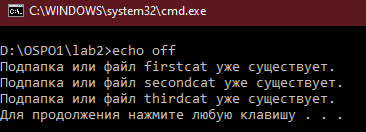 C:\WINDOWS\system32\cmd.exe
D:\OSPO1\lab2>echo off
Подпапка или файл firstcat уже существует.
Подпапка или файл secondcat уже существует.
Подпапка или файл thirdcat уже существует.
Для продолжения нажмите любую клавишу . . .